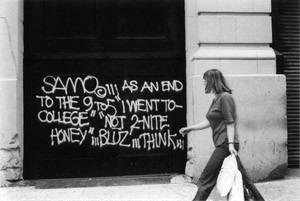 SAMO©!!! AS AN END
TO THE 9 TO 5 "I WENT TO-
COLLEGE" "NOT 2-NITE
HONEY"...BLUZ...THINK...